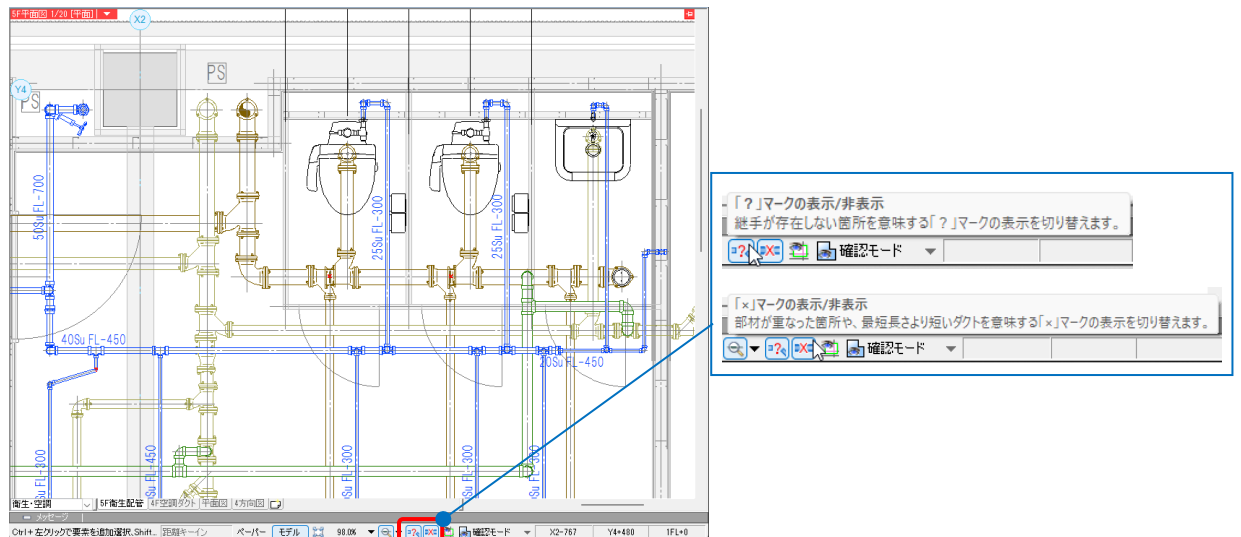 5F平面図 1/20 [平面]
X2
Y4
PS
PS
50Su FL-700
25Su FL-300
25Su FL-300
40Su FL-450
20Su FL-450
Su FL-300
Su FL-450
0Su FL-300
Su FL-300
0Su FL-300
衛生・空調
5F衛生配管
4F空調ダクト
平面図
4方向図
メッセージ
Ctrl+左クリックで要素を追加選択、Shift...
距離キーイン
ペーパー
モデル
98.0%
確認モード
X2-767
Y4+480
1FL+0
「？」マークの表示/非表示
継手が存在しない箇所を意味する「？」マークの表示を切り替えます。
確認モード
「×」マークの表示/非表示
部材が重なった箇所や、最短長さより短いダクトを意味する「×」マークの表示を切り替えます。
確認モード